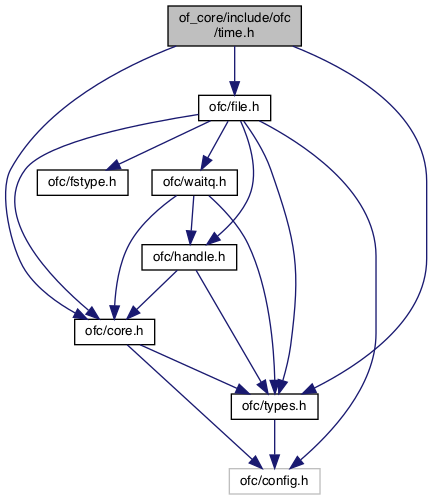 of_core/include/ofc
/time.h
ofc/file.h
ofc/fstype.h
ofc/waitq.h
ofc/handle.h
ofc/core.h
ofc/types.h
ofc/config.h